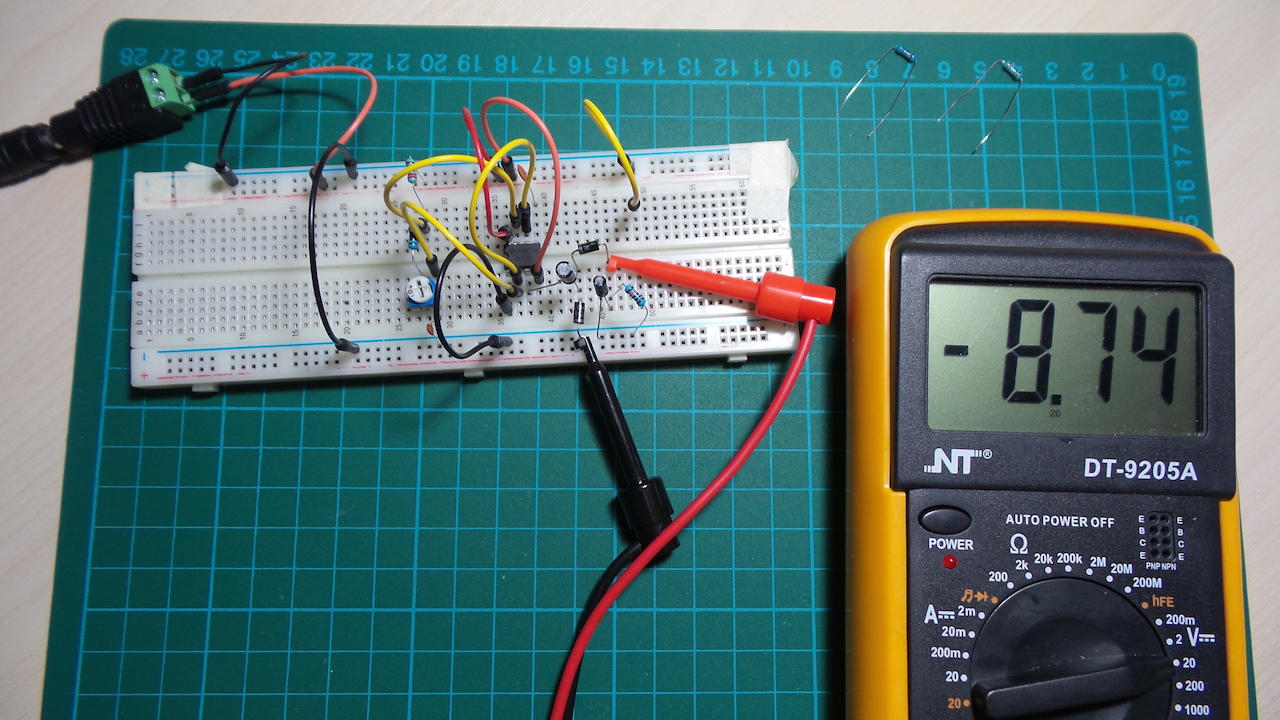 28 27 26 25 24 23 22 21 20 19 18 17 16 15 14 13 12 11 10 9 8 7 6 5 4 3 2 1 0
19
18
17
16
15
- 8.74
20
NT®
DT-9205A
AUTO POWER OFF
POWER
E E
B B
C C
E E
PNP NPN
Ω
200 2k 20k 200k 2M 20M 200M
hFE
A 2m
20m
200m
20
20
200m
2 V
20
200
1000